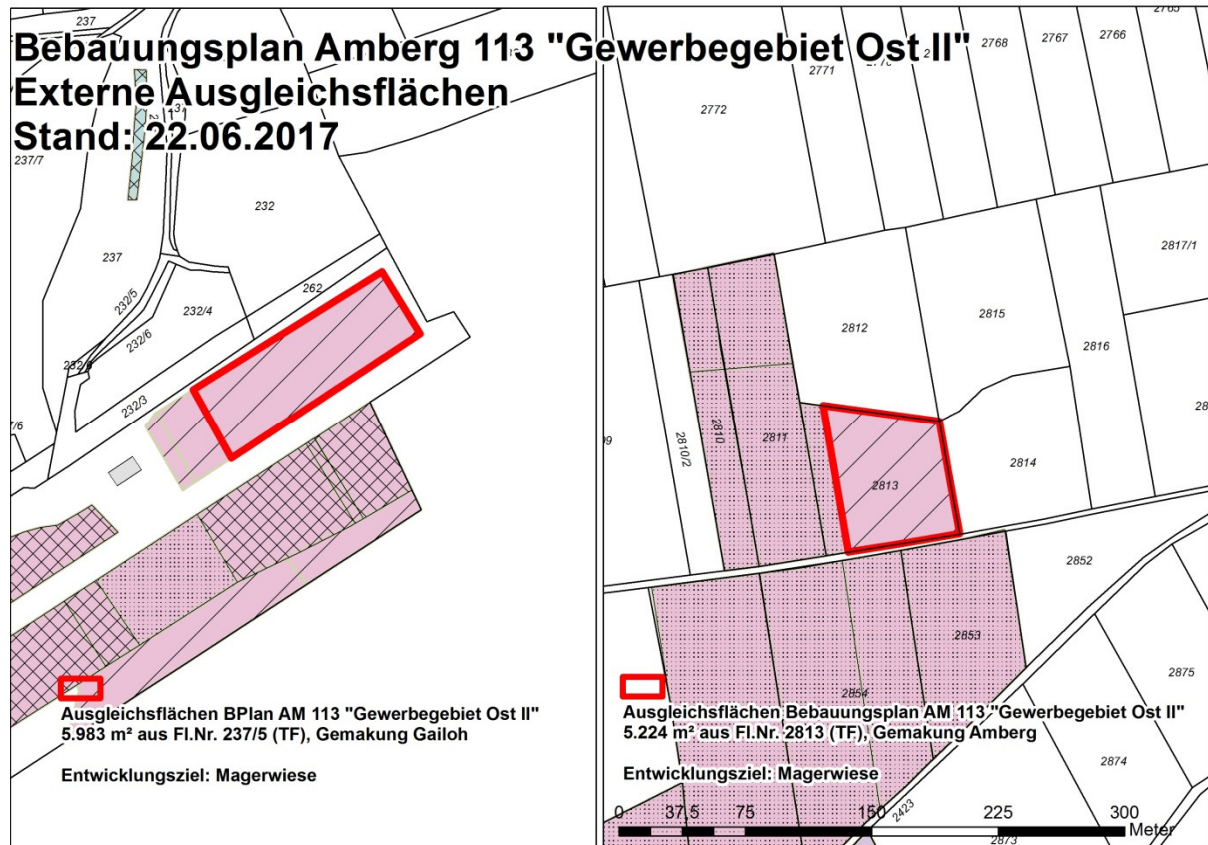 Bebauungsplan Amberg 113 "Gewerbegebiet Ost II"
Externe Ausgleichsflächen
Stand: 22.06.2017
237
237/7
232
237
232/5
232/4
232/6
262
232/3
Ausgleichsflächen BPlan AM 113 "Gewerbegebiet Ost II"
5.983 m² aus Fl.Nr. 237/5 (TF), Gemakung Gailoh
Entwicklungsziel: Magerwiese
2768
2767
2766
2765
2771
2772
2817/1
2812
2815
2816
2810/2
2810
2811
2813
2814
2852
2853
2854
2875
2874
2423
2873
Ausgleichsflächen Bebauungsplan AM 113 "Gewerbegebiet Ost II"
5.224 m² aus Fl.Nr. 2813 (TF), Gemakung Amberg
Entwicklungsziel: Magerwiese
0 37,5 75 150 225 300
Meter